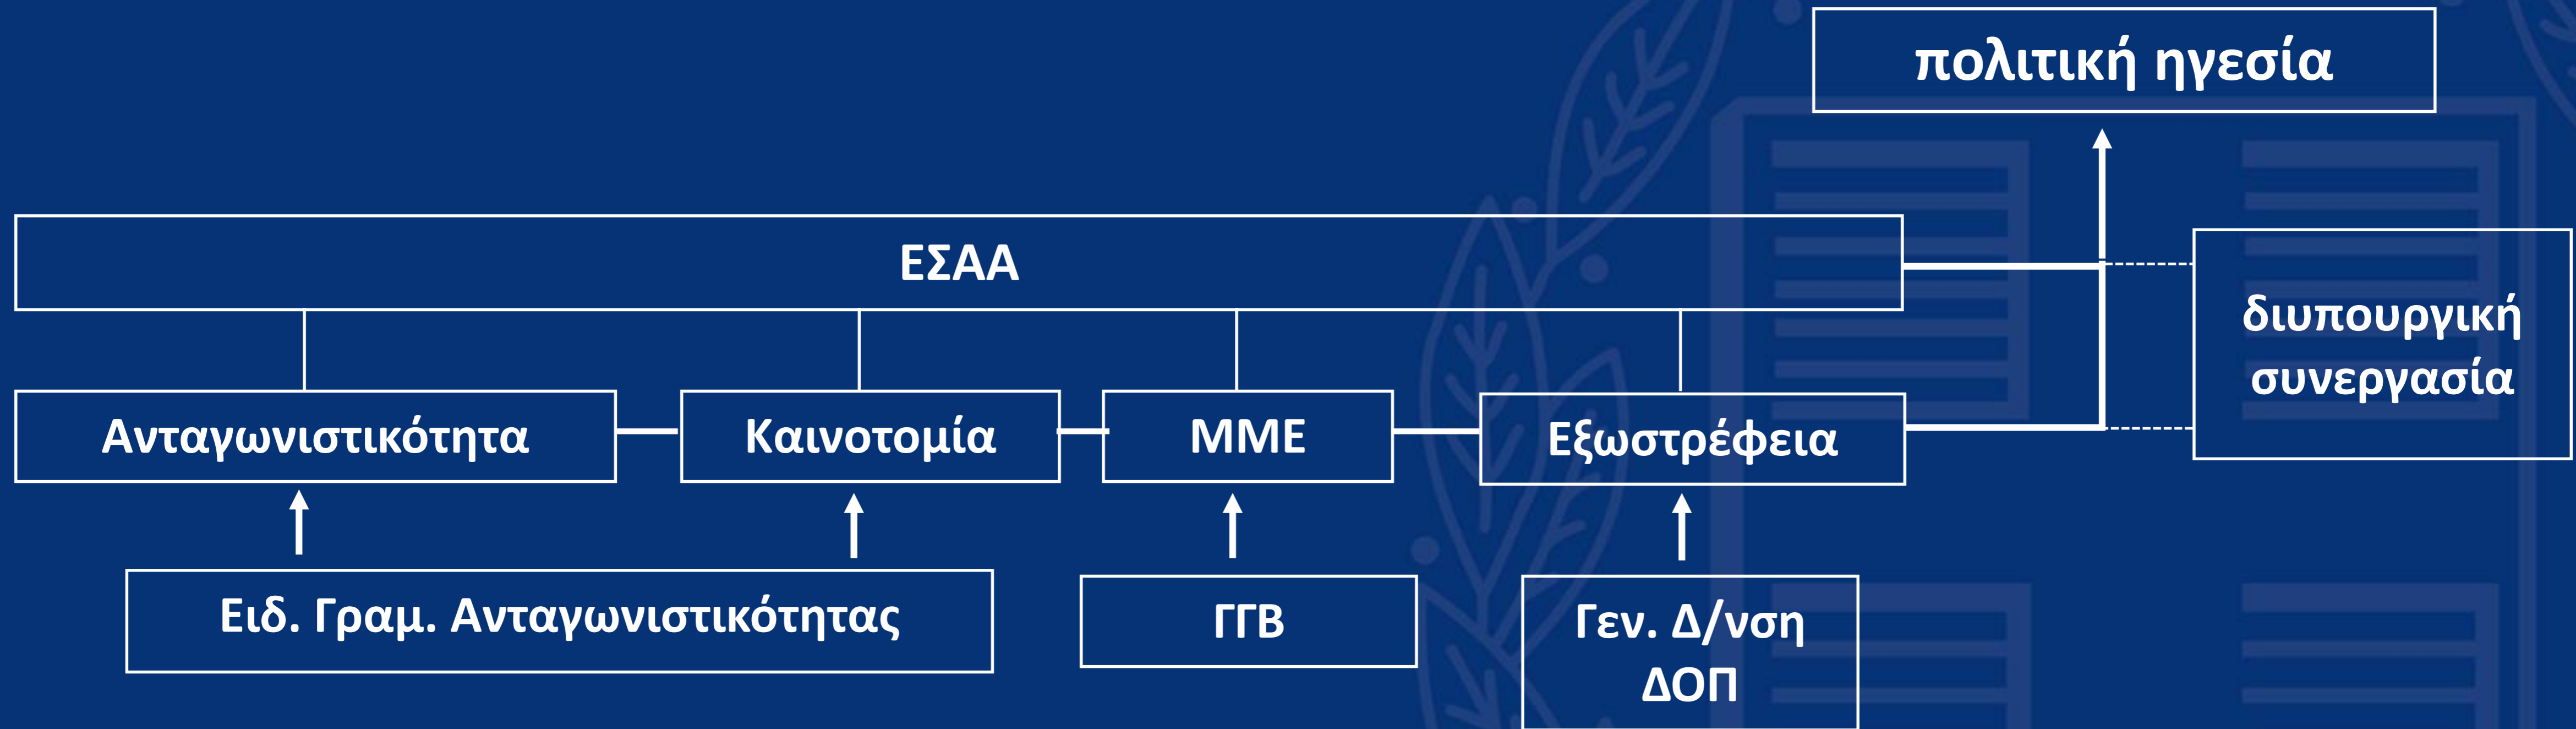 πολιτική ηγεσία
ΕΣΑΑ
διυπουργική
συνεργασία
Ανταγωνιστικότητα
Καινοτομία
ΜΜΕ
Εξωστρέφεια
Ειδ. Γραμ. Ανταγωνιστικότητας
ΓΓΒ
Γεν. Δ/νση
ΔΟΠ